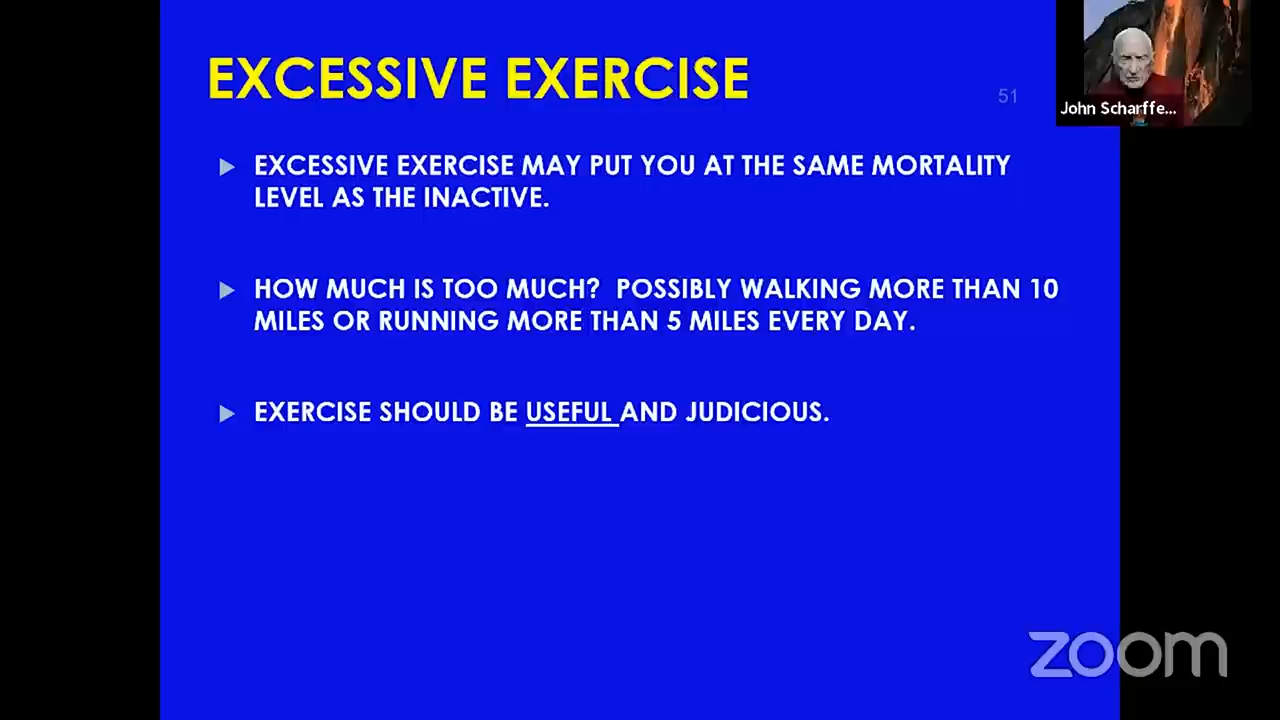 EXCESSIVE EXERCISE
51
John Scharffe...
EXCESSIVE EXERCISE MAY PUT YOU AT THE SAME MORTALITY
LEVEL AS THE INACTIVE.
HOW MUCH IS TOO MUCH? POSSIBLY WALKING MORE THAN 10
MILES OR RUNNING MORE THAN 5 MILES EVERY DAY.
EXERCISE SHOULD BE USEFUL AND JUDICIOUS.
zoom